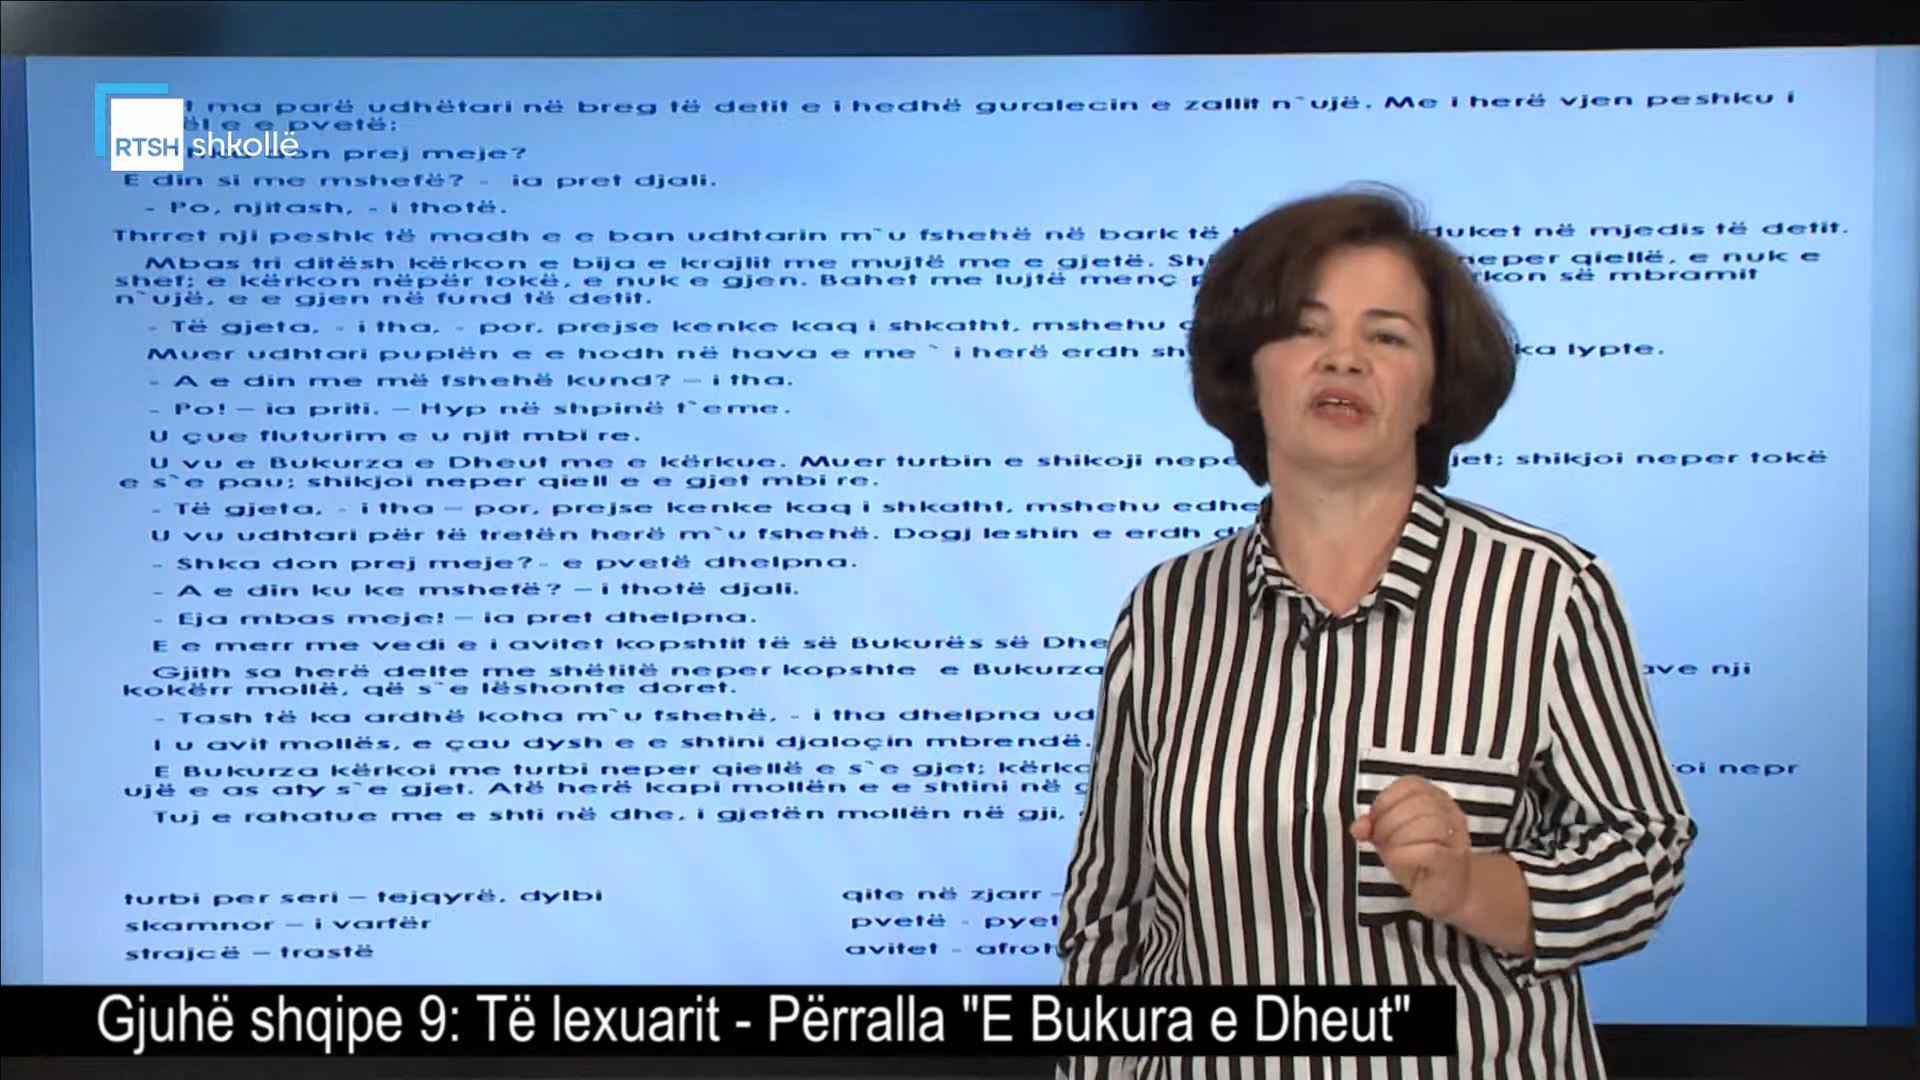 t ma parë udhëtari në breg të detit e i hedhë guralecin e zallit n`ujë. Me i herë vjen peshku i
ël e e pvetë:
RTSH shkollë
don prej meje?
E din si me mshefë? - ia pret djali.
- Po, njitash, - i thotë.
Thrret nji peshk të madh e e ban udhtarin m`u fshehë në bark të duket në mjedis të detit.
Mbas tri ditësh kërkon e bija e krajlit me mujtë me e gjetë. neper qiellë, e nuk e
shef; e kërkon nëpër tokë, e nuk e gjen. Bahet me lujtë menç kërkon së mbramit
n`ujë, e e gjen në fund të detit.
- Të gjeta, - i tha, - por, prejse kenke kaq i shkatht, mshehu
Muer udhtari puplën e e hodh në hava e me ` i herë erdh ka lypte.
- A e din me më fshehë kund? – i tha.
- Po! – ia priti. – Hyp në shpinë t`eme.
U çue fluturim e u njit mbi re.
U vu e Bukurza e Dheut me e kërkue. Muer turbin e shikoji nepe jet; shikjoi neper tokë
e s`e pau; shikjoi neper qiell e e gjet mbi re.
- Të gjeta, - i tha – por, prejse kenke kaq i shkatht, mshehu edhe
U vu udhtari për të tretën herë m`u fshehë. Dogj leshin e erdh
- Shka don prej meje?- e pvetë dhelpna.
- A e din ku ke mshefë? – i thotë djali.
- Eja mbas meje! – ia pret dhelpna.
E e merr me vedi e i avitet kopshtit të së Bukurës së Dhe
Gjith sa herë delte me shëtitë neper kopshte e Bukurza ave nji
kokërr mollë, që s`e lëshonte doret.
- Tash të ka ardhë koha m`u fshehë, - i tha dhelpna ud
I u avit mollës, e çau dysh e e shtini djaloçin mbrendë.
E Bukurza kërkoi me turbi neper qiellë e s`e gjet; kërko oi nepr
ujë e as aty s`e gjet. Atë herë kapi mollën e e shtini në
Tuj e rahatue me e shti në dhe, i gjetën mollën në gji,
turbi per seri – tejqyrë, dylbi
qite në zjarr –
skamnor – i varfër
pvetë - pyet
strajcë – trastë
avitet - afroh
Gjuhë shqipe 9: Të lexuarit - Përralla "E Bukura e Dheut"